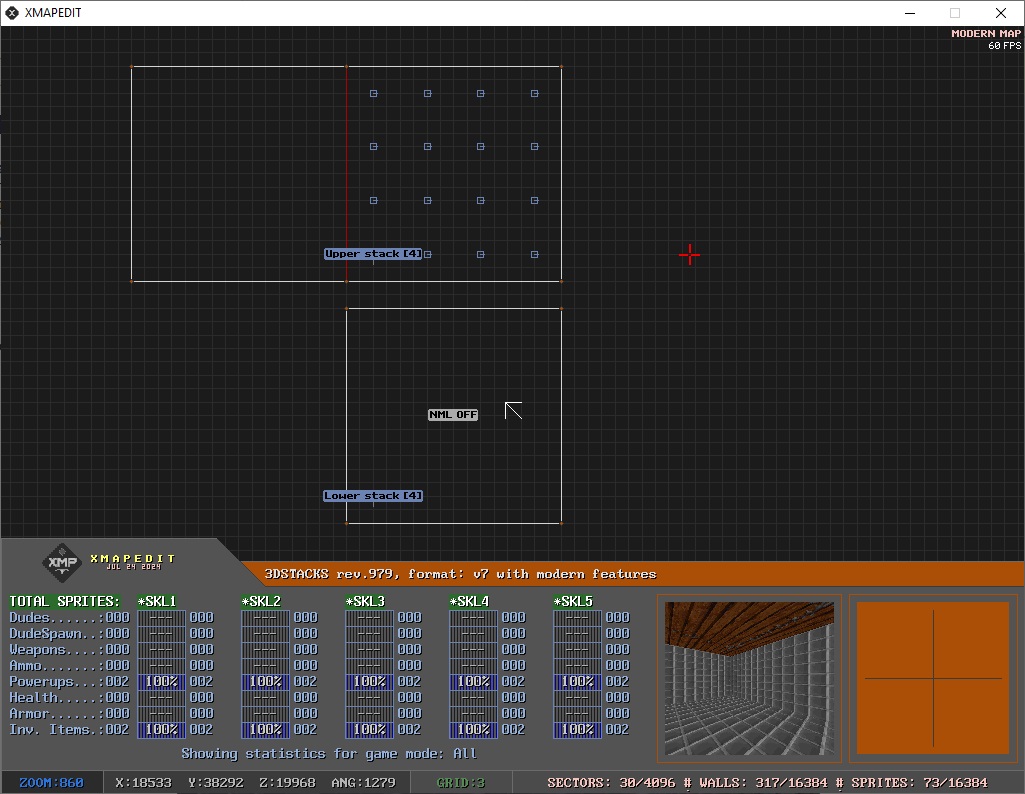 XMAPEDIT
MODERN MAP
60 FPS
Upper stack [4]
NML OFF
Lower stack [4]
XMP XMAPEDIT
JUL 24 2024
3DSTACKS rev.979, format: v7 with modern features
TOTAL SPRITES: *SKL1 *SKL2 *SKL3 *SKL4 *SKL5
Dudes......:000 --- 000 --- 000 --- 000 --- 000 --- 000
DudeSpawn..:000 --- 000 --- 000 --- 000 --- 000 --- 000
Weapons....:000 --- 000 --- 000 --- 000 --- 000 --- 000
Ammo.......:000 --- 000 --- 000 --- 000 --- 000 --- 000
Powerups...:002 100% 002 100% 002 100% 002 100% 002 100% 002
Health.....:000 --- 000 --- 000 --- 000 --- 000 --- 000
Armor......:000 --- 000 --- 000 --- 000 --- 000 --- 000
Inv. Items.:002 100% 002 100% 002 100% 002 100% 002 100% 002
Showing statistics for game mode: All
ZOOM:860 X:18533 Y:38292 Z:19968 ANG:1279 GRID:3 SECTORS: 30/4096 # WALLS: 317/16384 # SPRITES: 73/16384